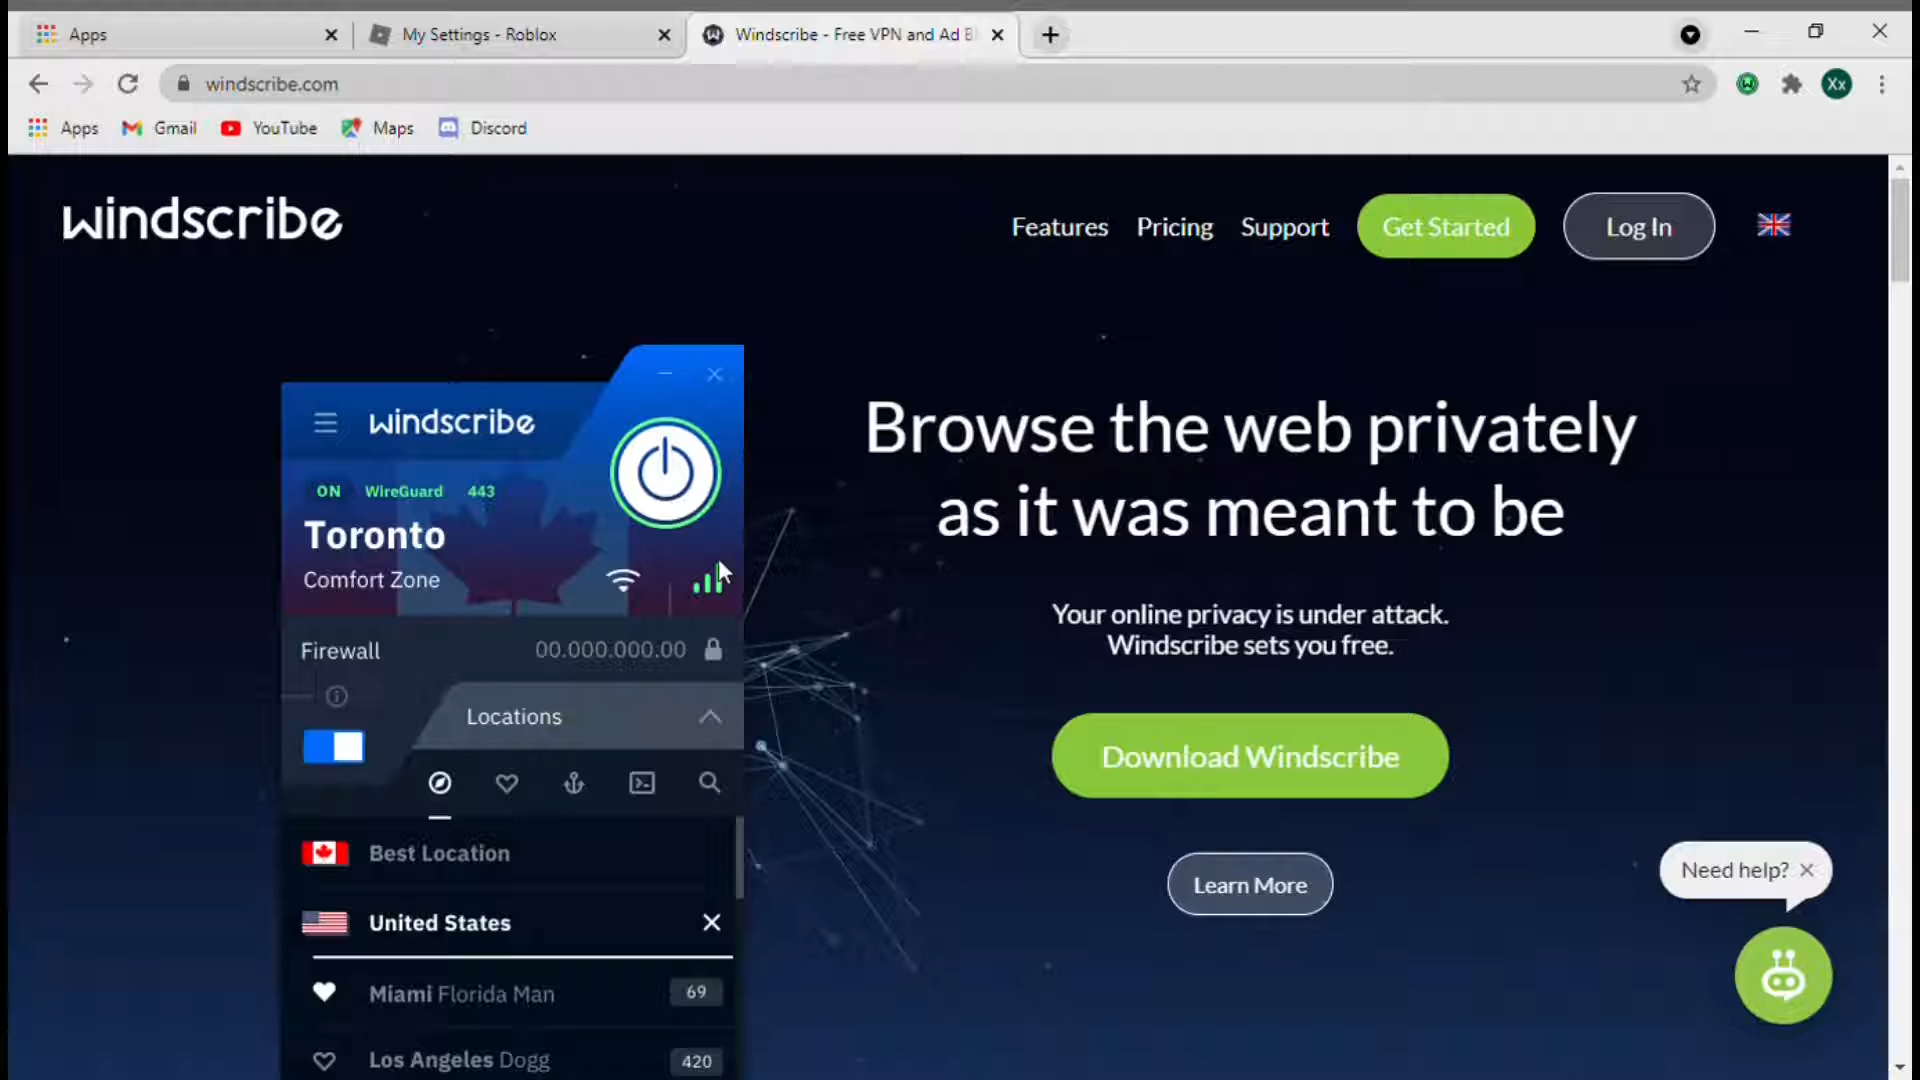 Apps
My Settings - Roblox
Windscribe - Free VPN and Ad B
windscribe.com
Xx
Apps
Gmail
YouTube
Maps
Discord
windscribe
Features
Pricing
Support
Get Started
Log In
windscribe
ON WireGuard 443
Toronto
Comfort Zone
Firewall
00.000.000.00
Locations
Best Location
United States
Miami Florida Man
69
Los Angeles Dogg
420
Browse the web privately
as it was meant to be
Your online privacy is under attack.
Windscribe sets you free.
Download Windscribe
Learn More
Need help?